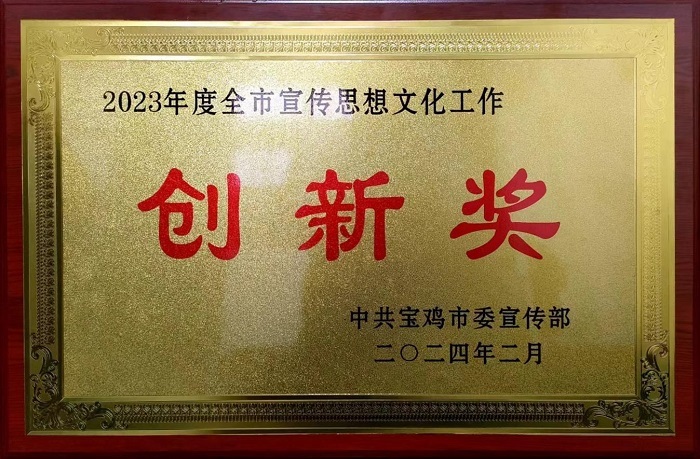 2023年度全市宣传思想文化工作
创新奖
中共宝鸡市委宣传部
二〇二四年二月